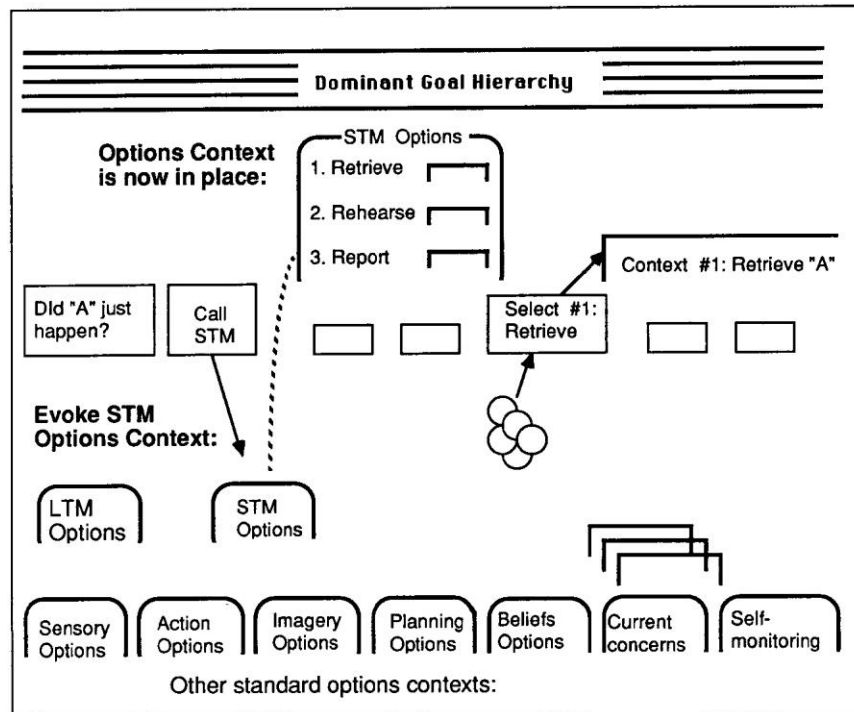 Dominant Goal Hierarchy
Options Context
is now in place:
STM Options
1. Retrieve
2. Rehearse
3. Report
Context #1: Retrieve "A"
Did "A" just
happen?
Call
STM
Select #1:
Retrieve
Evoke STM
Options Context:
LTM
Options
STM
Options
Sensory
Options
Action
Options
Imagery
Options
Planning
Options
Beliefs
Options
Current
concerns
Self-
monitoring
Other standard options contexts: